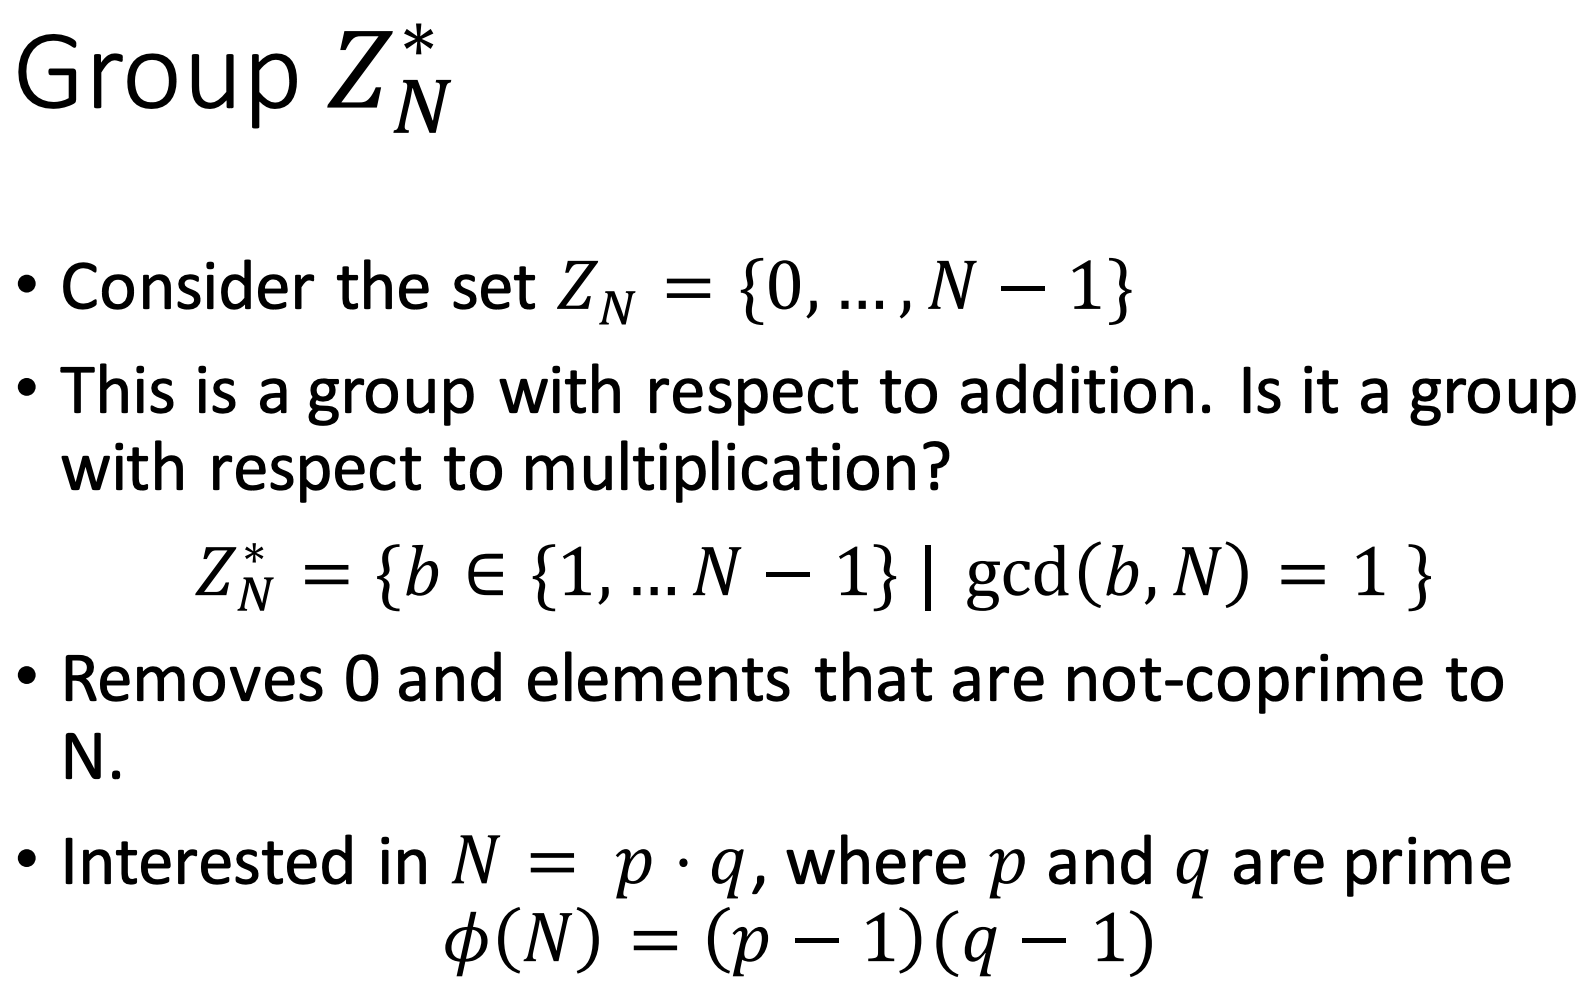 Group $Z_N^*$
• Consider the set $Z_N = \{0, \ldots, N-1\}$
• This is a group with respect to addition. Is it a group
with respect to multiplication?
$Z_N^* = \{b \in \{1, \ldots N-1\} \mid \gcd(b, N) = 1\ \}$
• Removes 0 and elements that are not-coprime to
N.
• Interested in $N = p \cdot q$, where $p$ and $q$ are prime
$\phi(N) = (p-1)(q-1)$